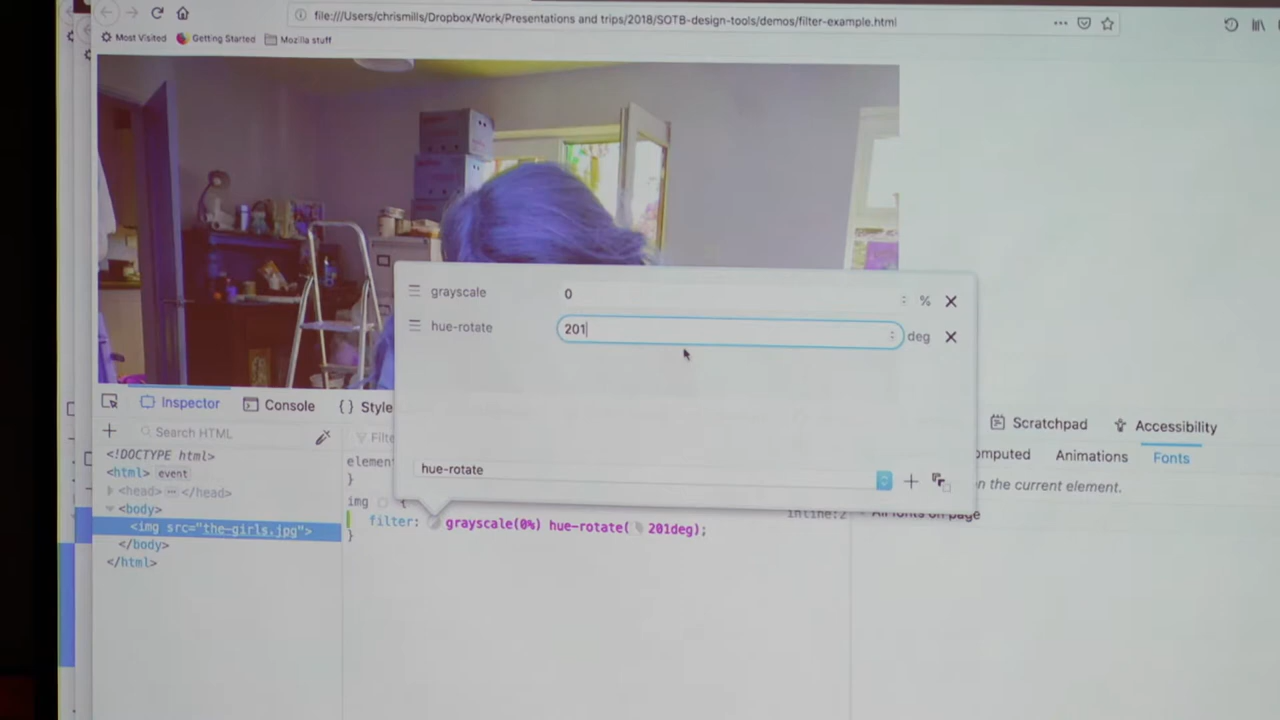 file:///Users/chrismills/Dropbox/Work/Presentations and trips/2018/SOTB-design-tools/demos/filter-example.html
Most Visited Getting Started Mozilla stuff
grayscale 0 %
hue-rotate 201 deg
hue-rotate
Inspector Console { } Style
Scratchpad Accessibility
Search HTML
omputed Animations Fonts
n the current element.
All fonts on page
<!DOCTYPE html>
<html> event
<head> </head>
<body>
<img src="the-girls.jpg">
</body>
</html>
Filte
elemen
}
img {
inline:2
filter: grayscale(0%) hue-rotate( 201deg);
}